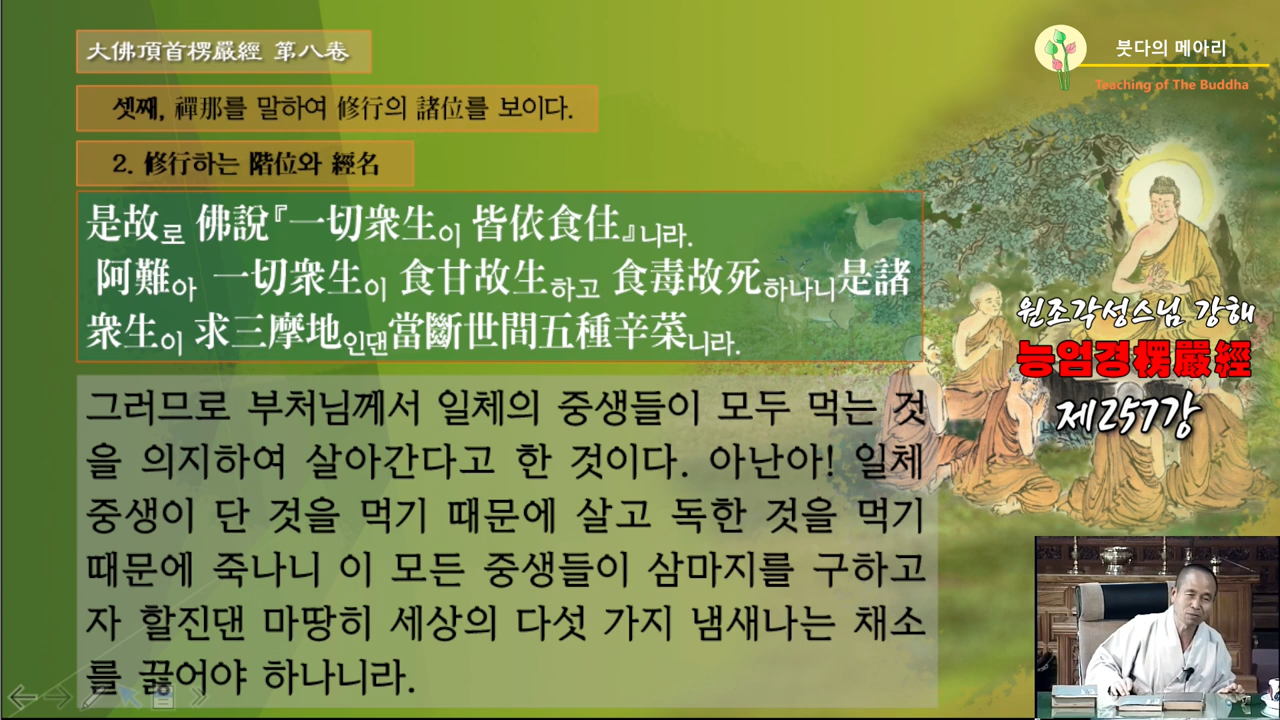 大佛頂首楞嚴經 第八卷
셋째, 禪那를 말하여 修行의 諸位를 보이다.
2. 修行하는 階位와 經名
是故로 佛說『一切衆生이 皆依食住』니라.
阿難아 一切衆生이 食甘故生하고 食毒故死하나니是諸
衆生이 求三摩地인댄當斷世間五種辛菜니라.
그러므로 부처님께서 일체의 중생들이 모두 먹는 것
을 의지하여 살아간다고 한 것이다. 아난아! 일체
중생이 단 것을 먹기 때문에 살고 독한 것을 먹기
때문에 죽나니 이 모든 중생들이 삼마지를 구하고
자 할진댄 마땅히 세상의 다섯 가지 냄새나는 채소
를 끓어야 하나니라.
붓다의 메아리
Teaching of The Buddha
원조각성스님 강해
능엄경楞嚴經
제257강